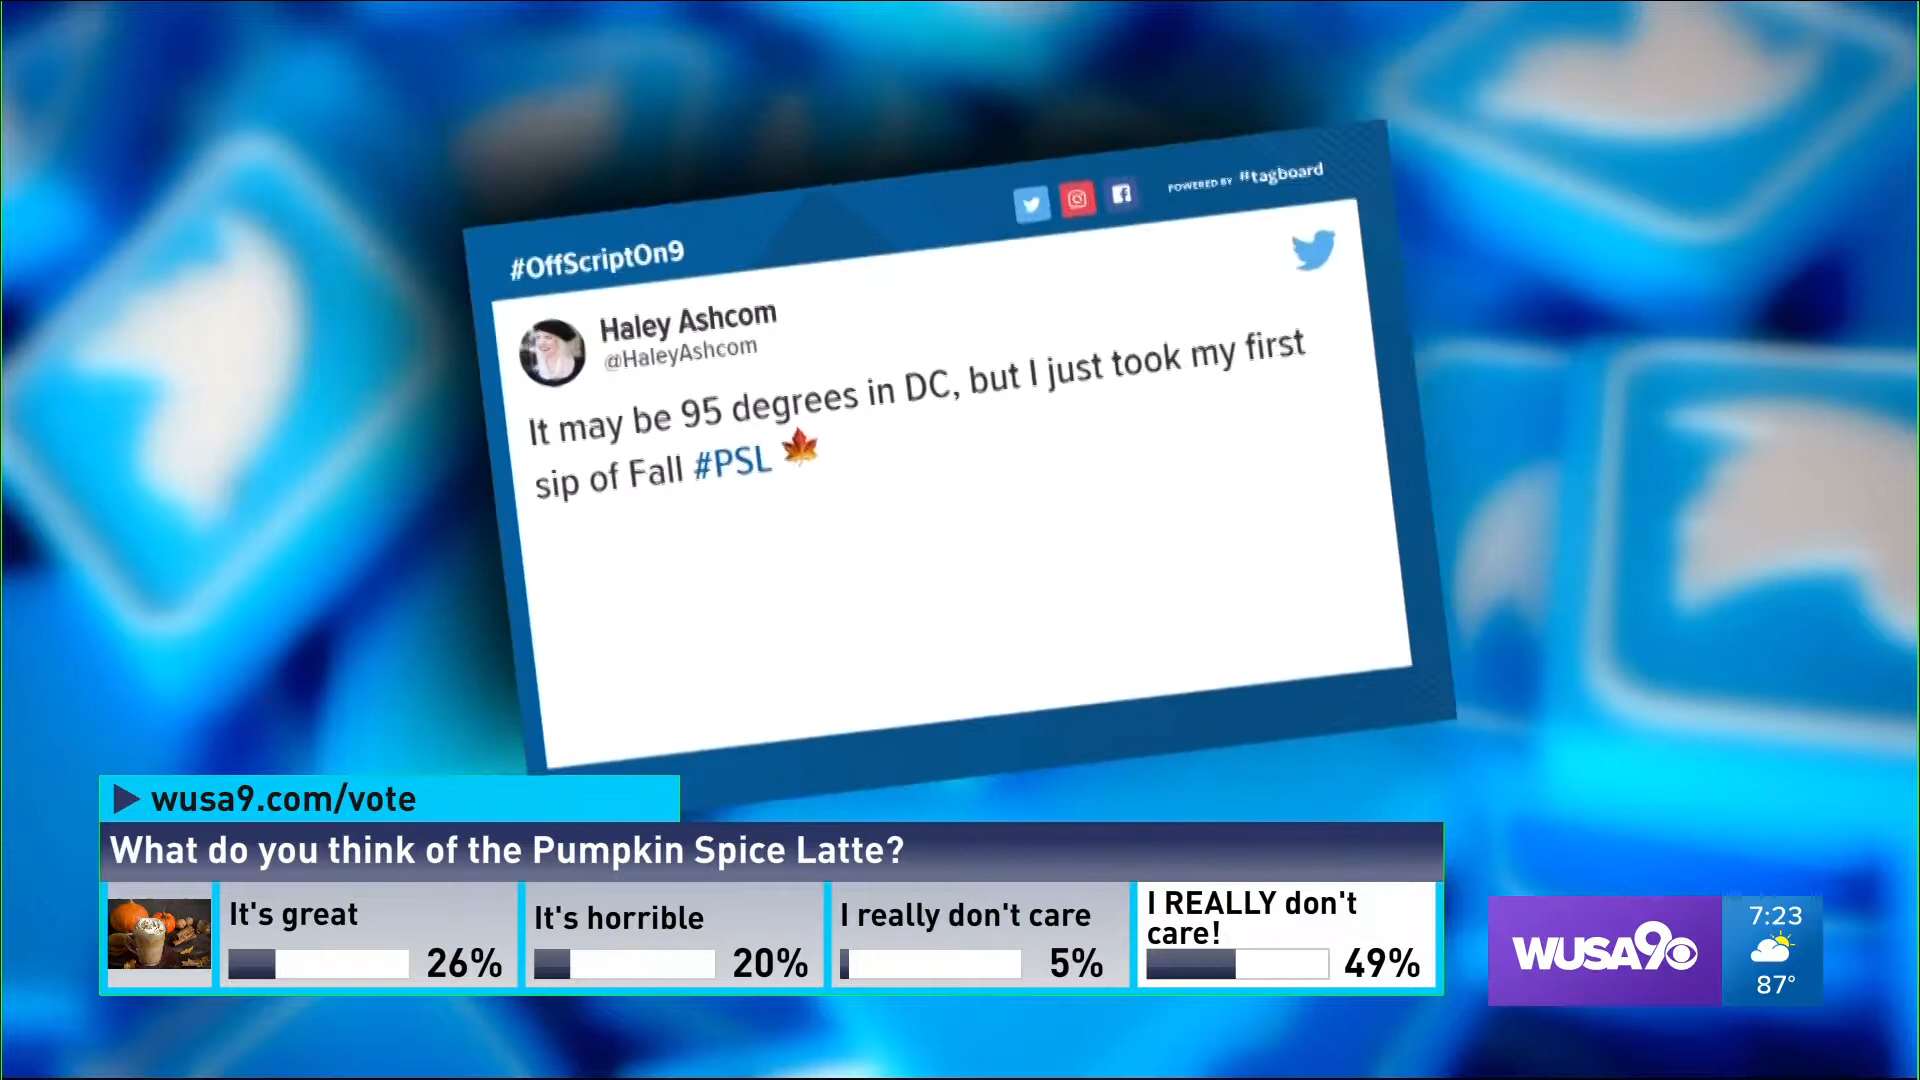 #OffScriptOn9
POWERED BY #tagboard
Haley Ashcom
@HaleyAshcom
It may be 95 degrees in DC, but I just took my first
sip of Fall #PSL 🍁
wusa9.com/vote
What do you think of the Pumpkin Spice Latte?
It's great
26%
It's horrible
20%
I really don't care
5%
I REALLY don't
care!
49%
WUSA9
7:23
87°